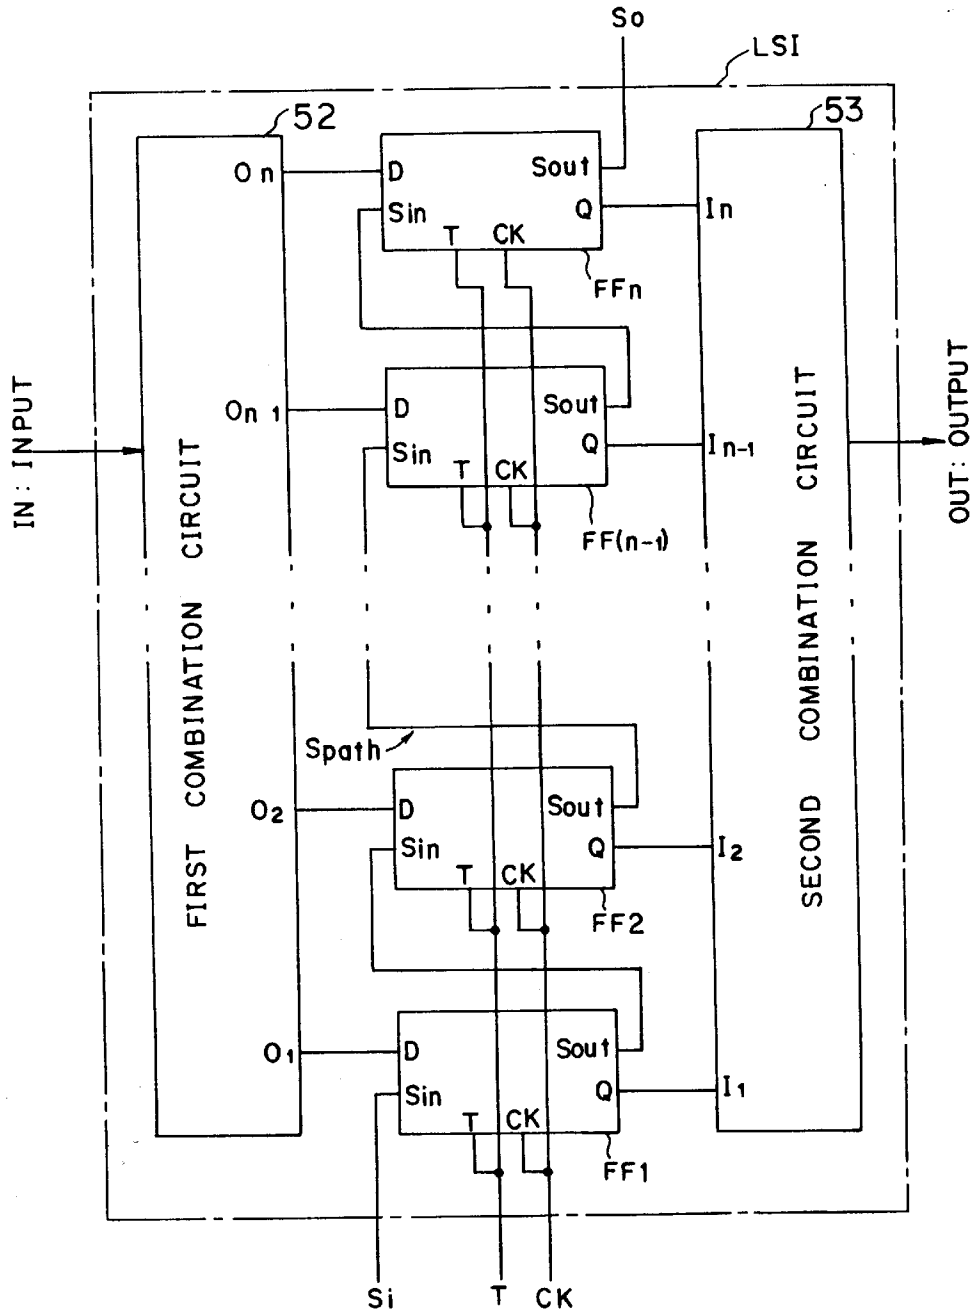 So
LSI
52
53
On
D
Sout
Sin
Q
In
T
CK
FFn
IN: INPUT
OUT: OUTPUT
FIRST COMBINATION CIRCUIT
SECOND COMBINATION CIRCUIT
On 1
D
Sout
Sin
Q
In-1
T
CK
FF(n-1)
Spath
O2
D
Sout
Sin
Q
I2
T
CK
FF2
O1
D
Sout
Sin
Q
I1
T
CK
FF1
Si
T
CK